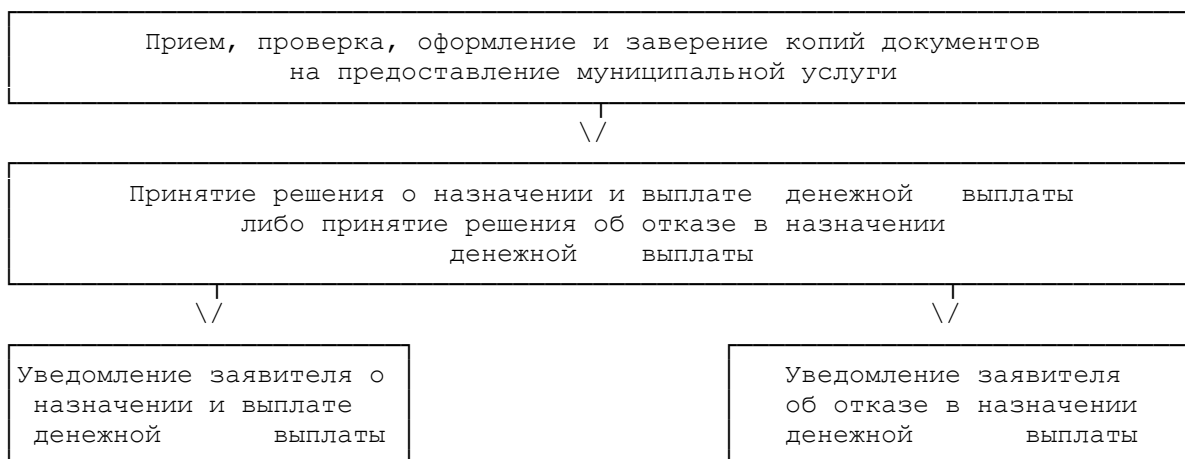 Прием, проверка, оформление и заверение копий документов
на предоставление муниципальной услуги
\/
Принятие решения о назначении и выплате денежной выплаты
либо принятие решения об отказе в назначении
денежной выплаты
\/ \/
Уведомление заявителя о
назначении и выплате
денежной выплаты
Уведомление заявителя
об отказе в назначении
денежной выплаты